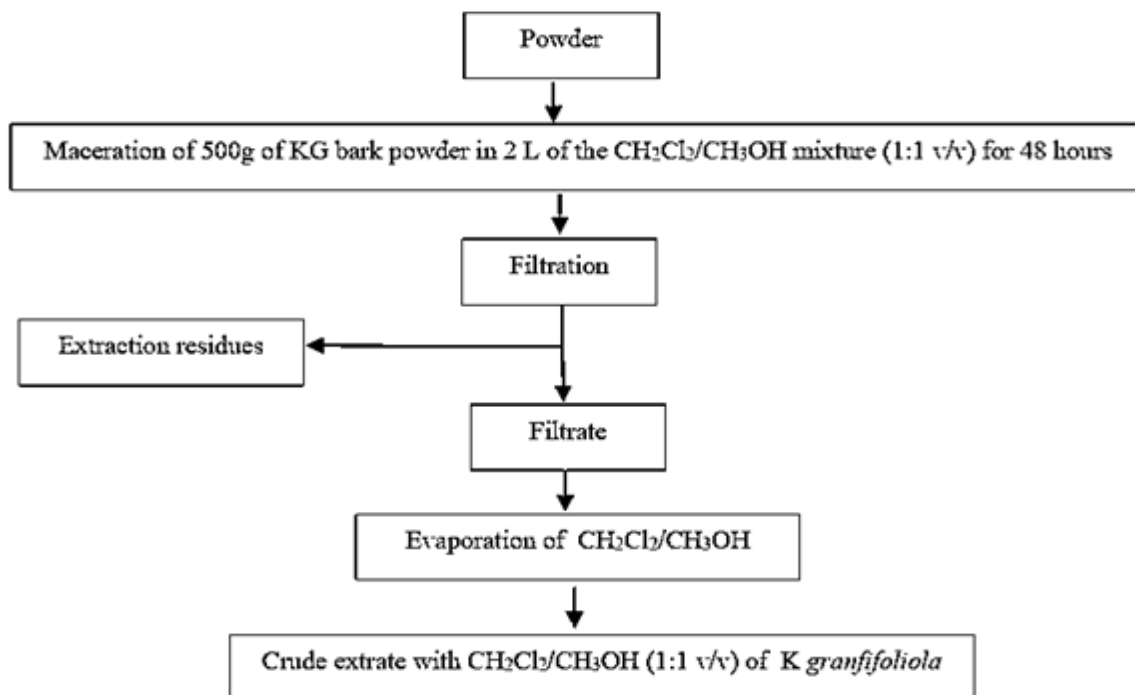 Powder
Maceration of 500g of KG bark powder in 2 L of the CH₂Cl₂/CH₃OH mixture (1:1 v/v) for 48 hours
Filtration
Extraction residues
Filtrate
Evaporation of CH₂Cl₂/CH₃OH
Crude extrate with CH₂Cl₂/CH₃OH (1:1 v/v) of K granfifoliola